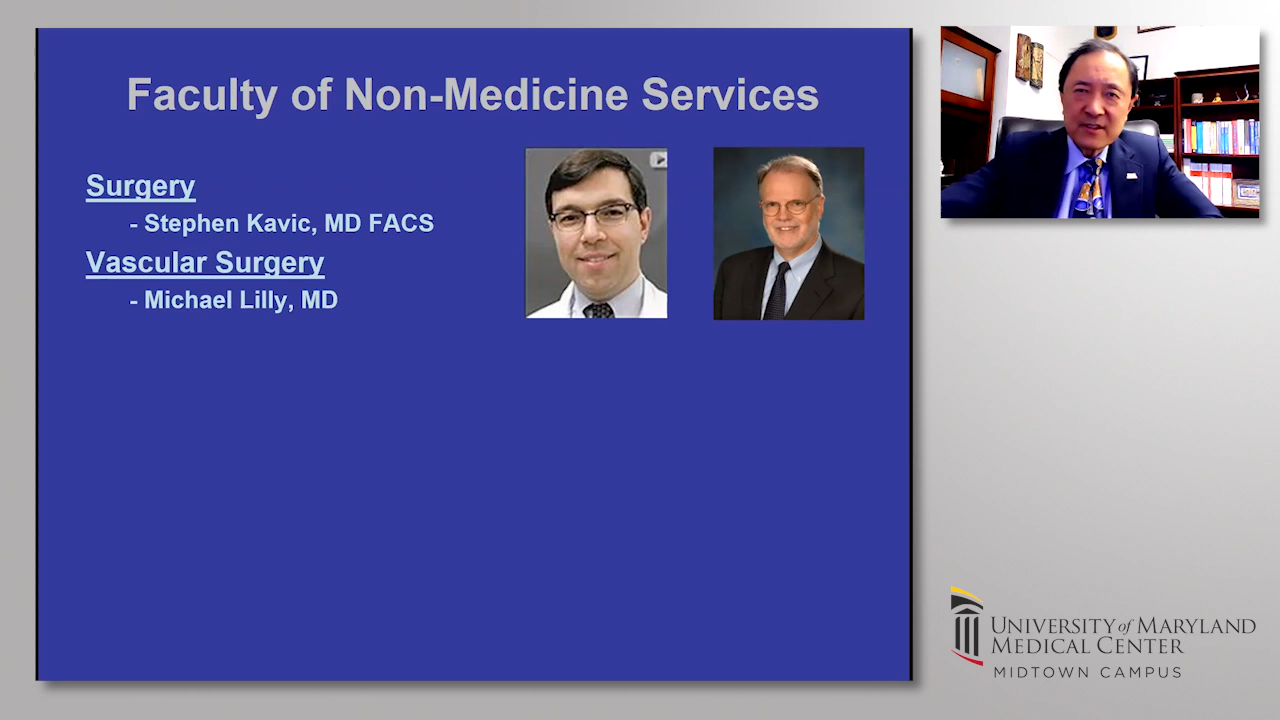 Faculty of Non-Medicine Services
Surgery
- Stephen Kavic, MD FACS
Vascular Surgery
- Michael Lilly, MD
UNIVERSITY of MARYLAND
MEDICAL CENTER
MIDTOWN CAMPUS